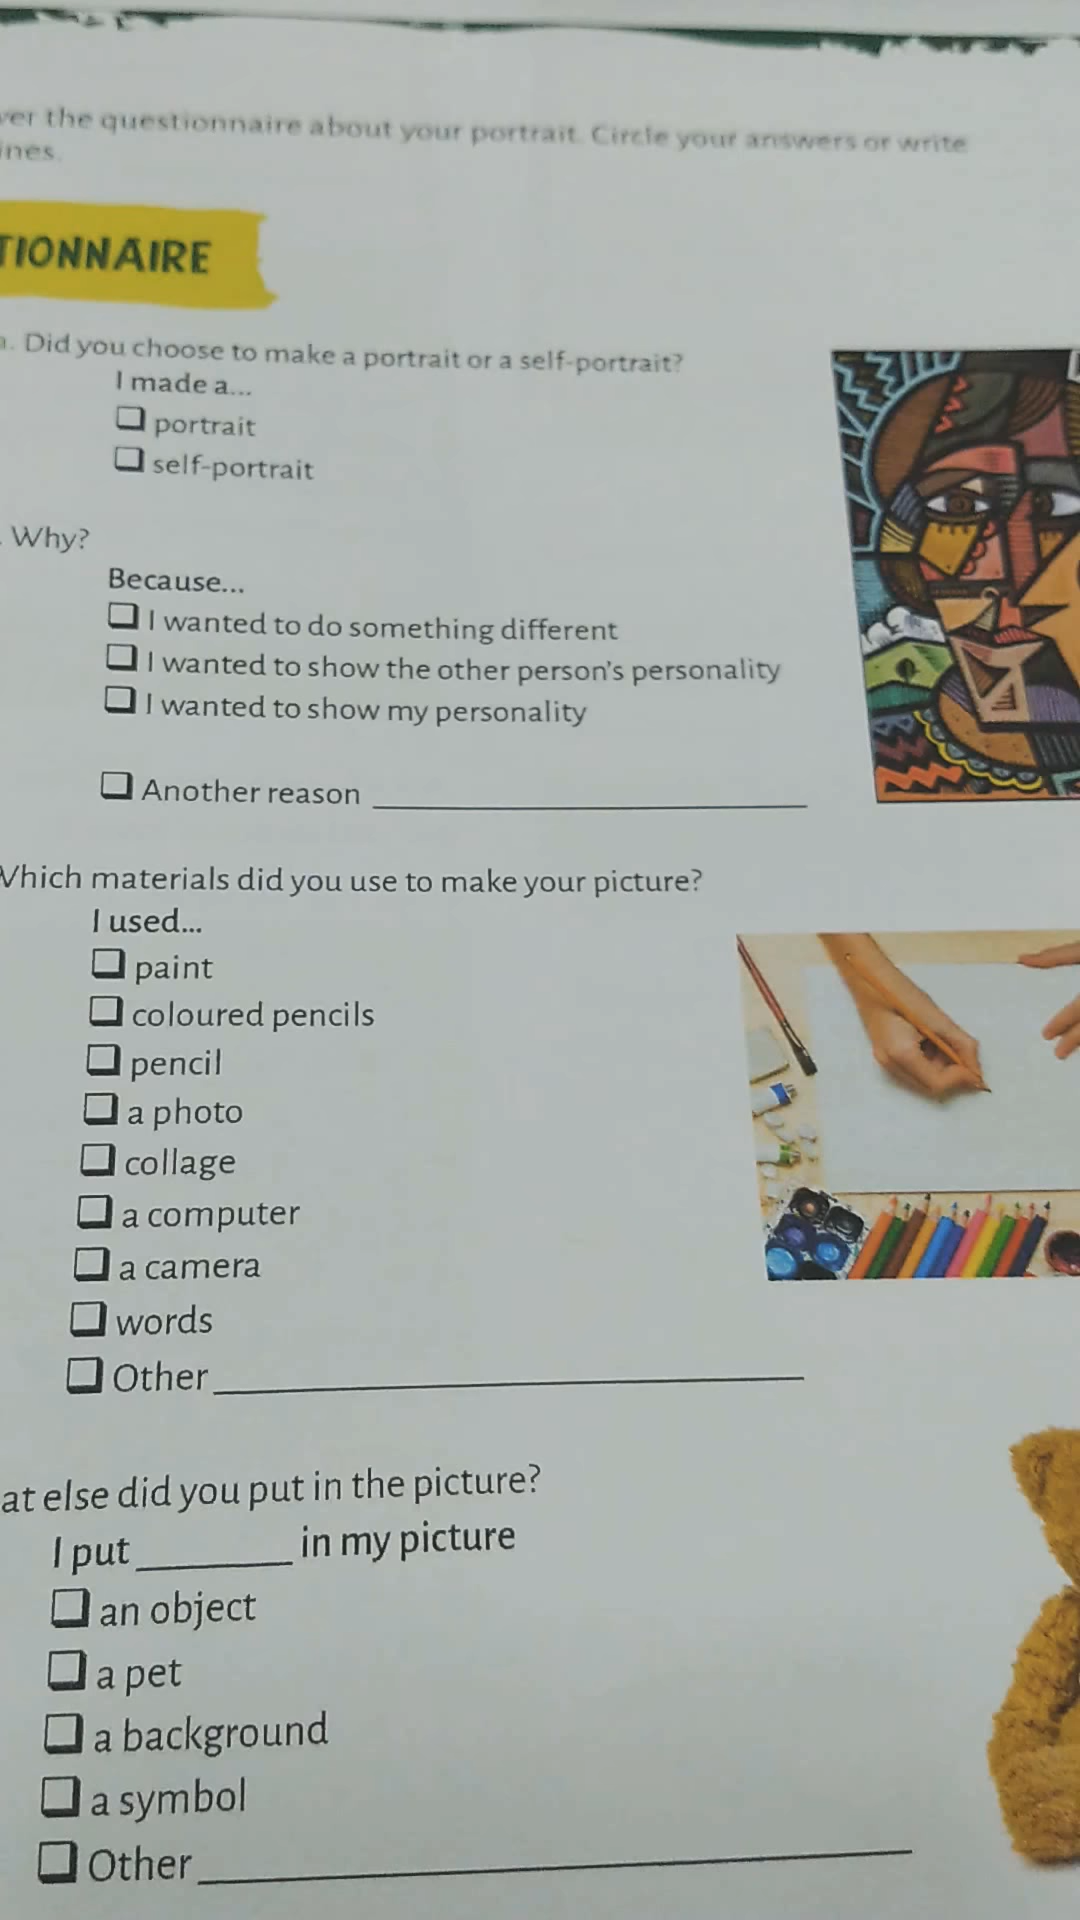 the questionnaire about your portrait. Circle your answers or write
TIONNAIRE
. Did you choose to make a portrait or a self-portrait?
I made a...
portrait
self-portrait
. Why?
Because...
I wanted to do something different
I wanted to show the other person's personality
I wanted to show my personality
Another reason
Which materials did you use to make your picture?
I used...
paint
coloured pencils
pencil
a photo
collage
a computer
a camera
words
Other
at else did you put in the picture?
I put ________ in my picture
an object
a pet
a background
a symbol
Other